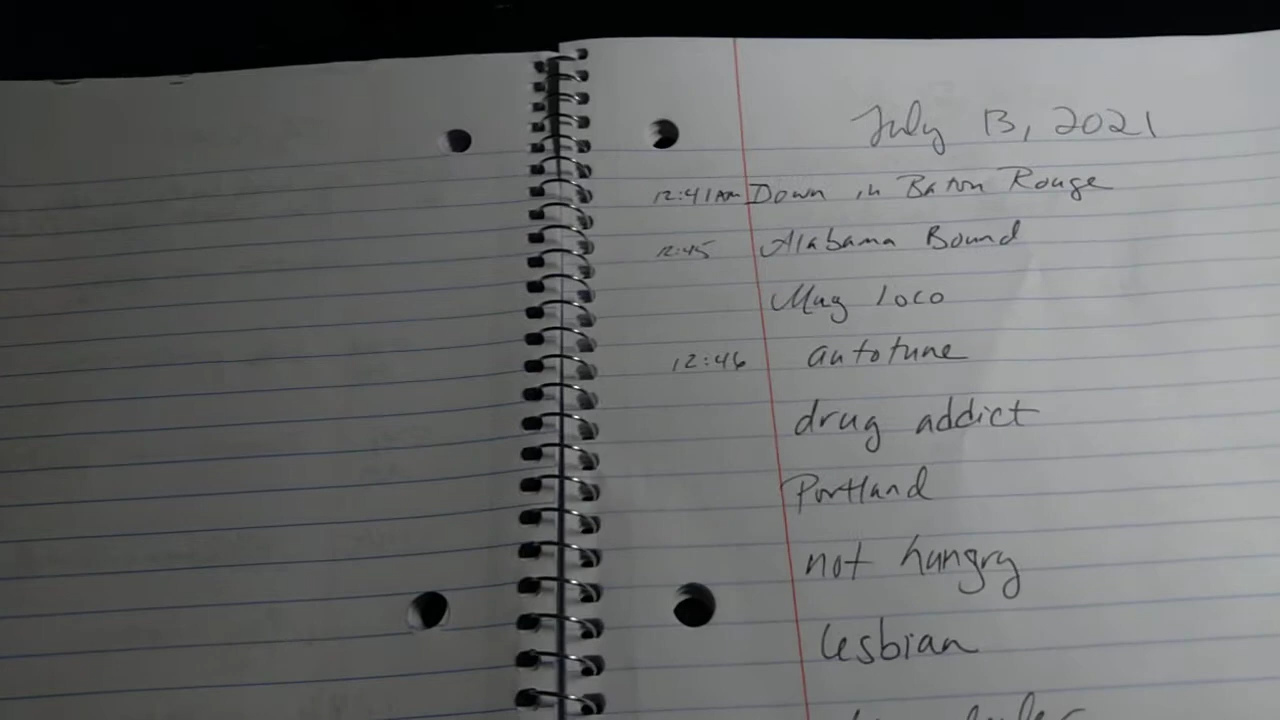 July 13, 2021
12:41 AM Down in Baton Rouge
12:45 Alabama Bound
Muy loco
12:46 autotune
drug addict
Portland
not hungry
lesbian